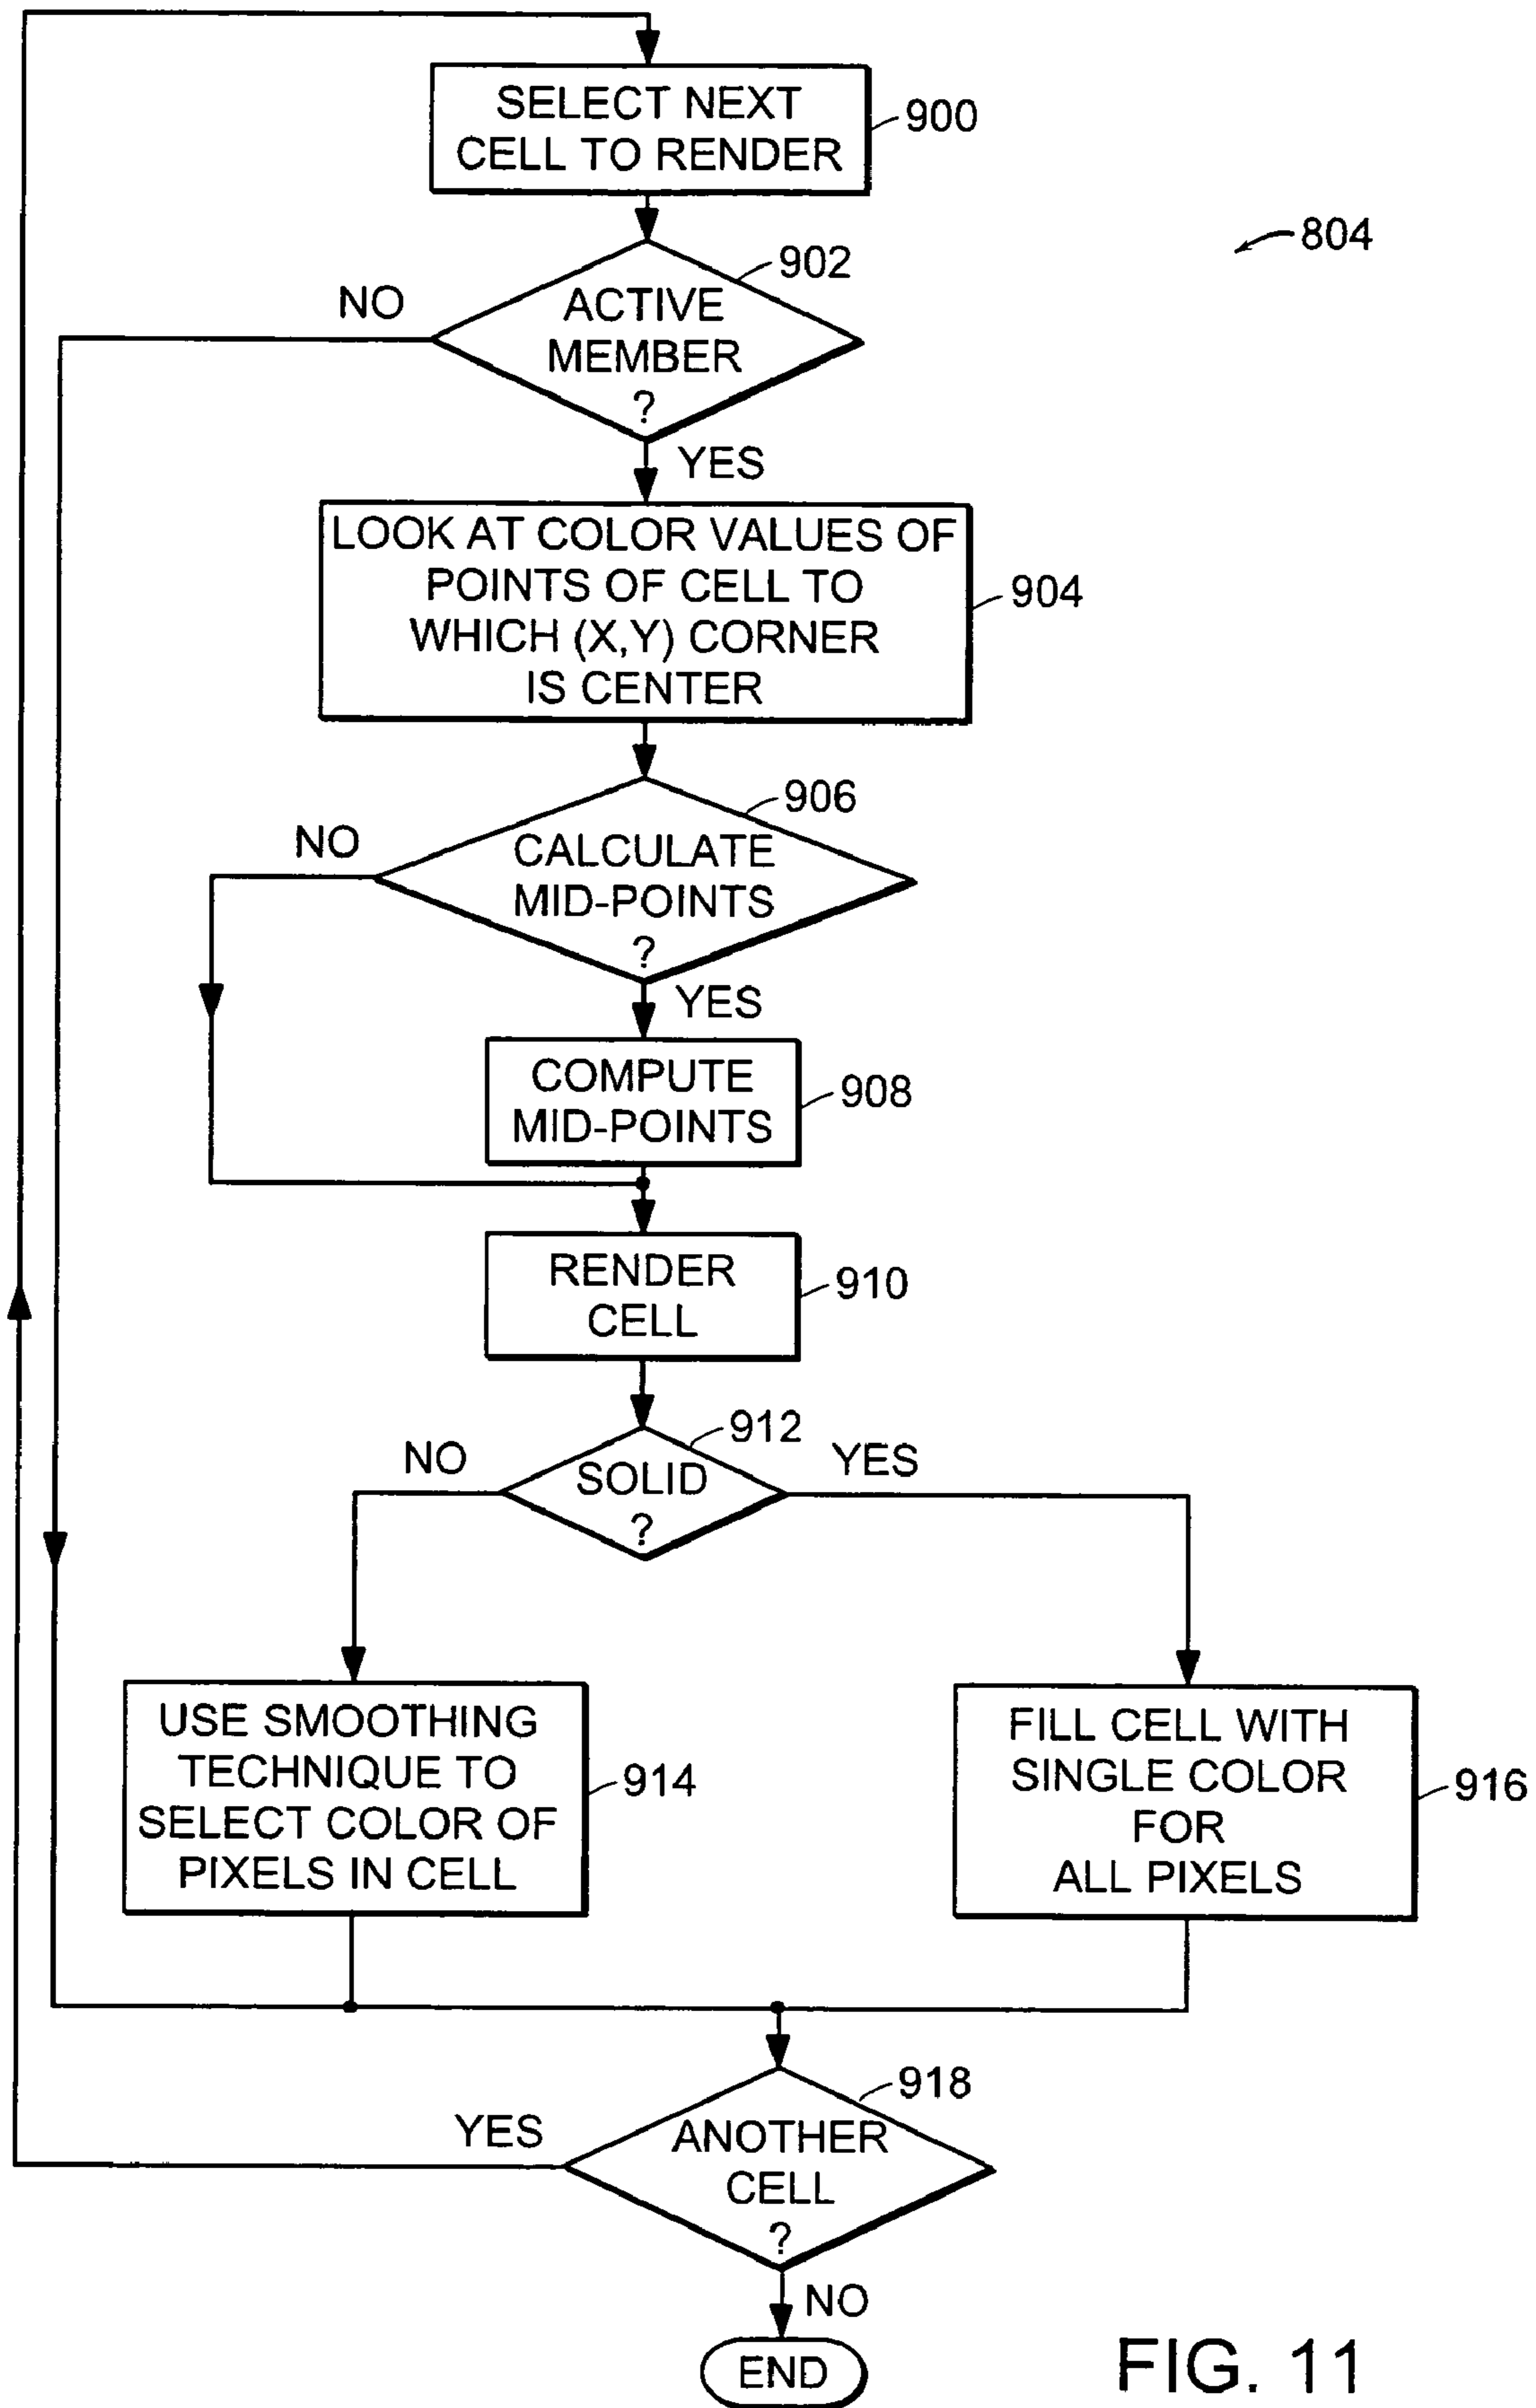 SELECT NEXT
CELL TO RENDER
900
804
902
NO
ACTIVE
MEMBER
?
YES
LOOK AT COLOR VALUES OF
POINTS OF CELL TO
WHICH (X,Y) CORNER
IS CENTER
904
906
NO
CALCULATE
MID-POINTS
?
YES
COMPUTE
MID-POINTS
908
RENDER
CELL
910
912
NO
SOLID
?
YES
USE SMOOTHING
TECHNIQUE TO
SELECT COLOR OF
PIXELS IN CELL
914
FILL CELL WITH
SINGLE COLOR
FOR
ALL PIXELS
916
918
YES
ANOTHER
CELL
?
NO
END
FIG. 11